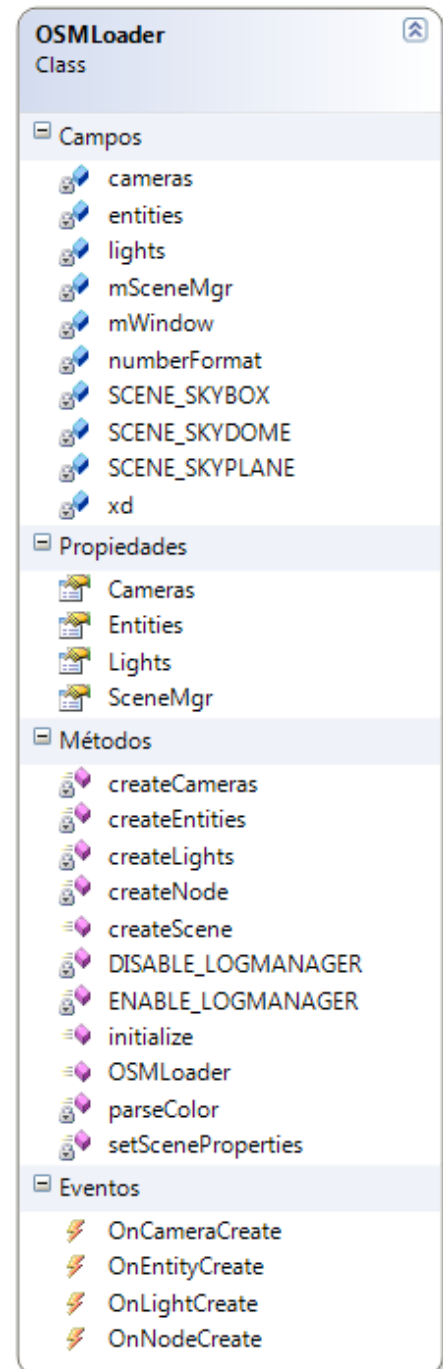 OSMLoader
Class
Campos
cameras
entities
lights
mSceneMgr
mWindow
numberFormat
SCENE_SKYBOX
SCENE_SKYDOME
SCENE_SKYPLANE
xd
Propiedades
Cameras
Entities
Lights
SceneMgr
Métodos
createCameras
createEntities
createLights
createNode
createScene
DISABLE_LOGMANAGER
ENABLE_LOGMANAGER
initialize
OSMLoader
parseColor
setSceneProperties
Eventos
OnCameraCreate
OnEntityCreate
OnLightCreate
OnNodeCreate